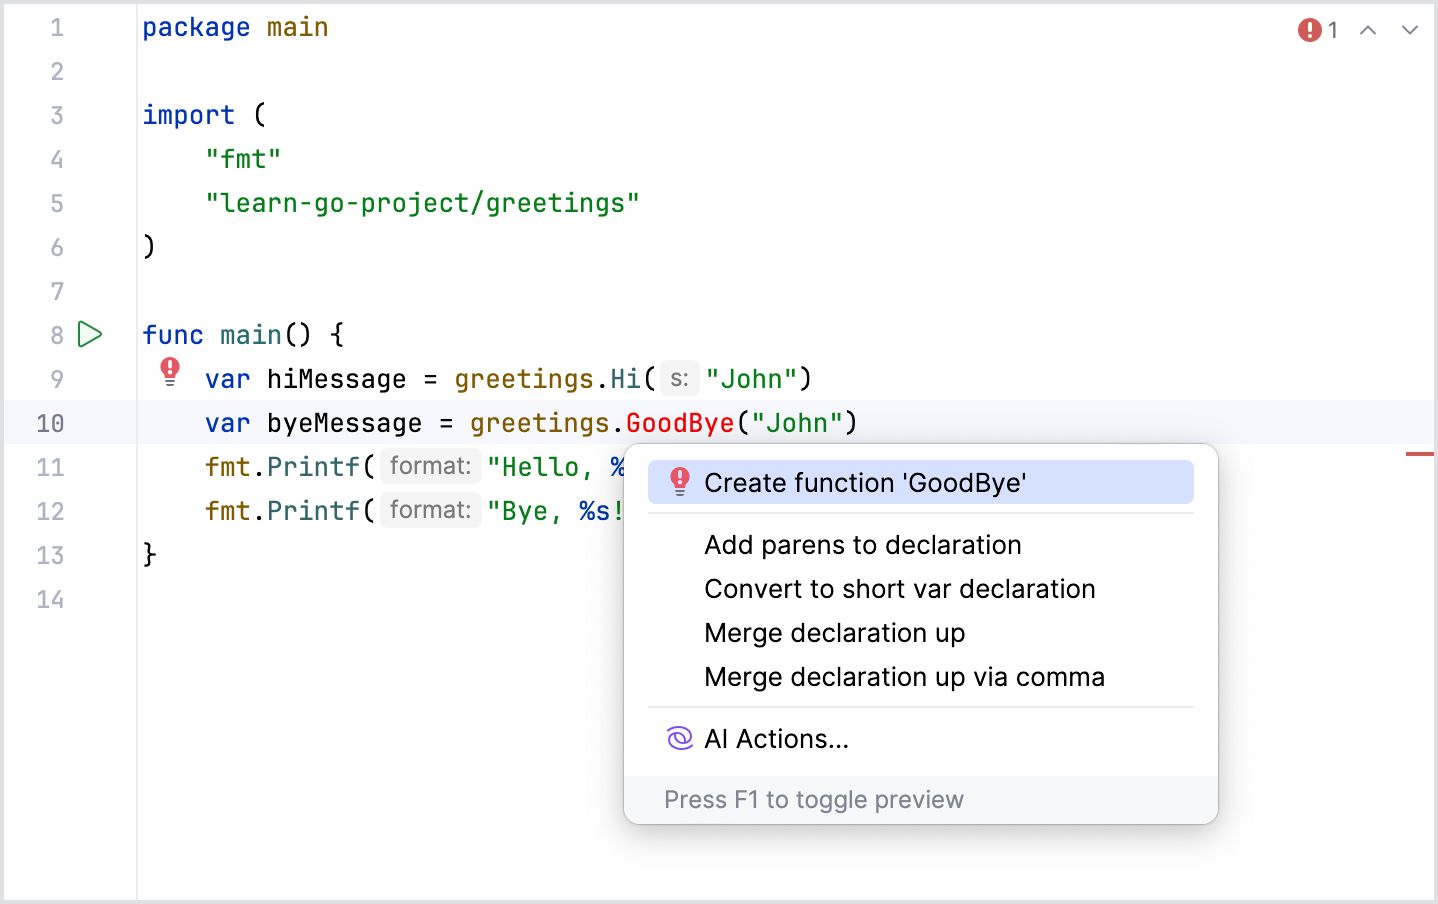 1 package main
1
2
3 import (
4 "fmt"
5 "learn-go-project/greetings"
6 )
7
8 func main() {
9 var hiMessage = greetings.Hi( s: "John")
10 var byeMessage = greetings.GoodBye("John")
11 fmt.Printf( format: "Hello, %
12 fmt.Printf( format: "Bye, %s!
13 }
14
Create function 'GoodBye'
Add parens to declaration
Convert to short var declaration
Merge declaration up
Merge declaration up via comma
AI Actions...
Press F1 to toggle preview